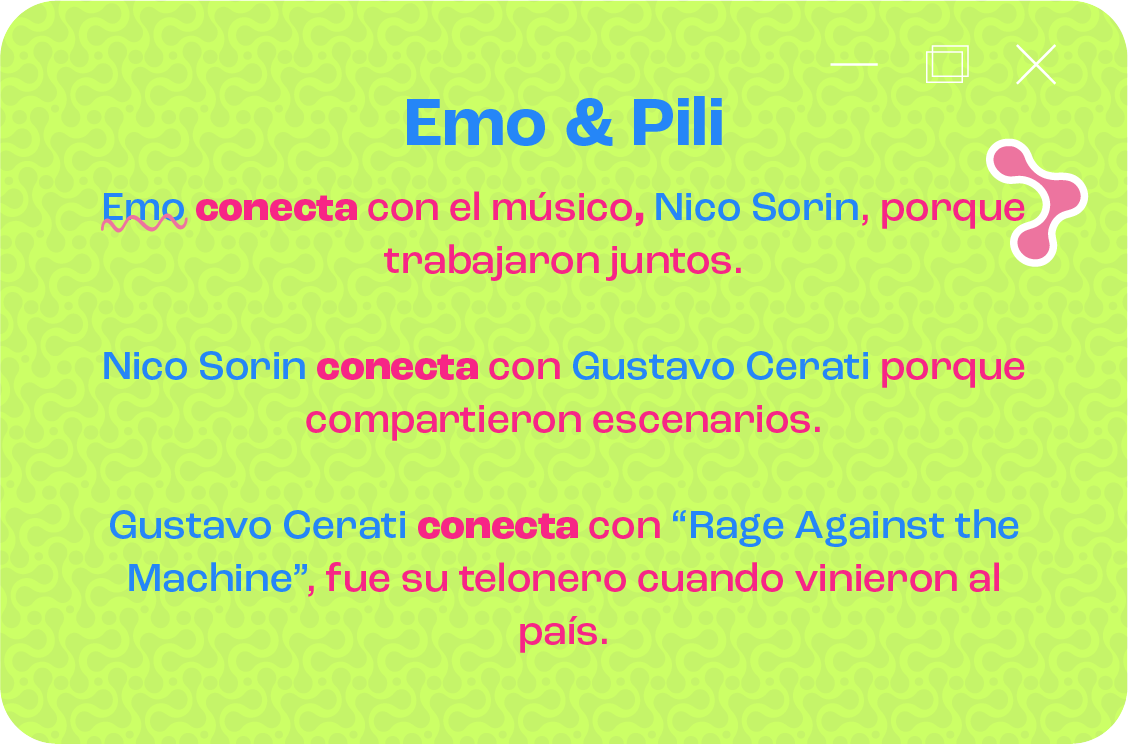 Emo & Pili
Emo conecta con el músico, Nico Sorin, porque
trabajaron juntos.
Nico Sorin conecta con Gustavo Cerati porque
compartieron escenarios.
Gustavo Cerati conecta con “Rage Against the
Machine”, fue su telonero cuando vinieron al
país.